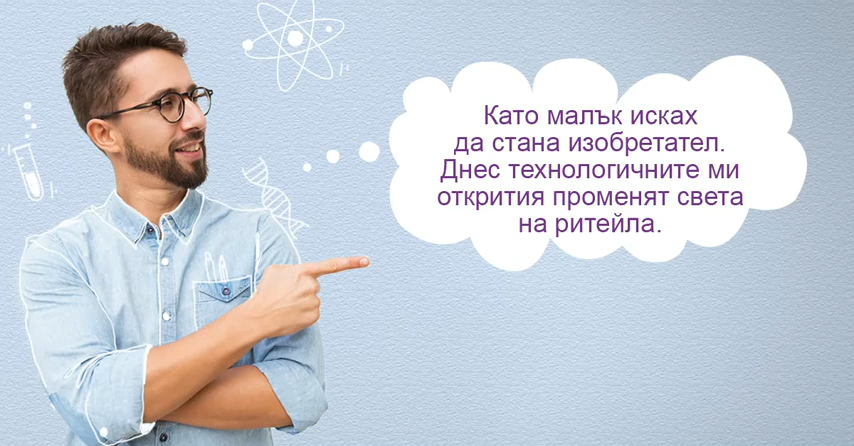 Като малък исках
да стана изобретател.
Днес технологичните ми
открития променят света
на ритейла.